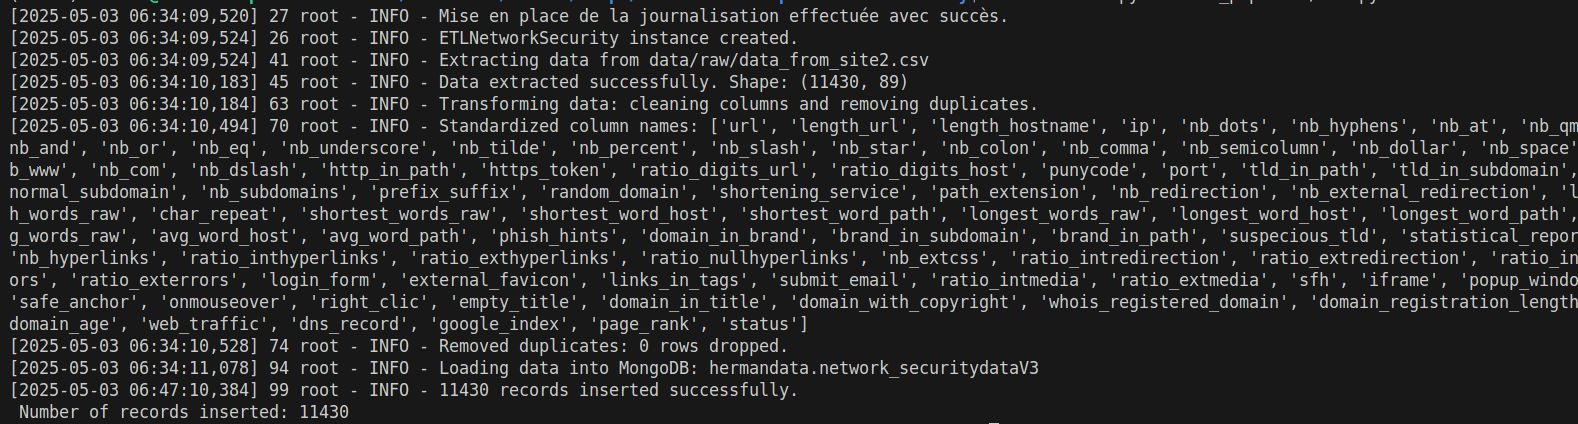 [2025-05-03 06:34:09,520] 27 root - INFO - Mise en place de la journalisation effectuée avec succès.
[2025-05-03 06:34:09,524] 26 root - INFO - ETLNetworkSecurity instance created.
[2025-05-03 06:34:09,524] 41 root - INFO - Extracting data from data/raw/data_from_site2.csv
[2025-05-03 06:34:10,183] 45 root - INFO - Data extracted successfully. Shape: (11430, 89)
[2025-05-03 06:34:10,184] 63 root - INFO - Transforming data: cleaning columns and removing duplicates.
[2025-05-03 06:34:10,494] 70 root - INFO - Standardized column names: ['url', 'length_url', 'length_hostname', 'ip', 'nb_dots', 'nb_hyphens', 'nb_at', 'nb_qm
nb_and', 'nb_or', 'nb_eq', 'nb_underscore', 'nb_tilde', 'nb_percent', 'nb_slash', 'nb_star', 'nb_colon', 'nb_comma', 'nb_semicolumn', 'nb_dollar', 'nb_space'
b_www', 'nb_com', 'nb_dslash', 'http_in_path', 'https_token', 'ratio_digits_url', 'ratio_digits_host', 'punycode', 'port', 'tld_in_path', 'tld_in_subdomain',
normal_subdomain', 'nb_subdomains', 'prefix_suffix', 'random_domain', 'shortening_service', 'path_extension', 'nb_redirection', 'nb_external_redirection', 'l
h_words_raw', 'char_repeat', 'shortest_words_raw', 'shortest_word_host', 'shortest_word_path', 'longest_words_raw', 'longest_word_host', 'longest_word_path',
g_words_raw', 'avg_word_host', 'avg_word_path', 'phish_hints', 'domain_in_brand', 'brand_in_subdomain', 'brand_in_path', 'suspecious_tld', 'statistical_repor
'nb_hyperlinks', 'ratio_inthyperlinks', 'ratio_exthyperlinks', 'ratio_nullhyperlinks', 'nb_extcss', 'ratio_intredirection', 'ratio_extredirection', 'ratio_in
ors', 'ratio_exterrors', 'login_form', 'external_favicon', 'links_in_tags', 'submit_email', 'ratio_intmedia', 'ratio_extmedia', 'sfh', 'iframe', 'popup_windo
'safe_anchor', 'onmouseover', 'right_clic', 'empty_title', 'domain_in_title', 'domain_with_copyright', 'whois_registered_domain', 'domain_registration_length
domain_age', 'web_traffic', 'dns_record', 'google_index', 'page_rank', 'status']
[2025-05-03 06:34:10,528] 74 root - INFO - Removed duplicates: 0 rows dropped.
[2025-05-03 06:34:11,078] 94 root - INFO - Loading data into MongoDB: hermandata.network_securitydataV3
[2025-05-03 06:47:10,384] 99 root - INFO - 11430 records inserted successfully.
Number of records inserted: 11430